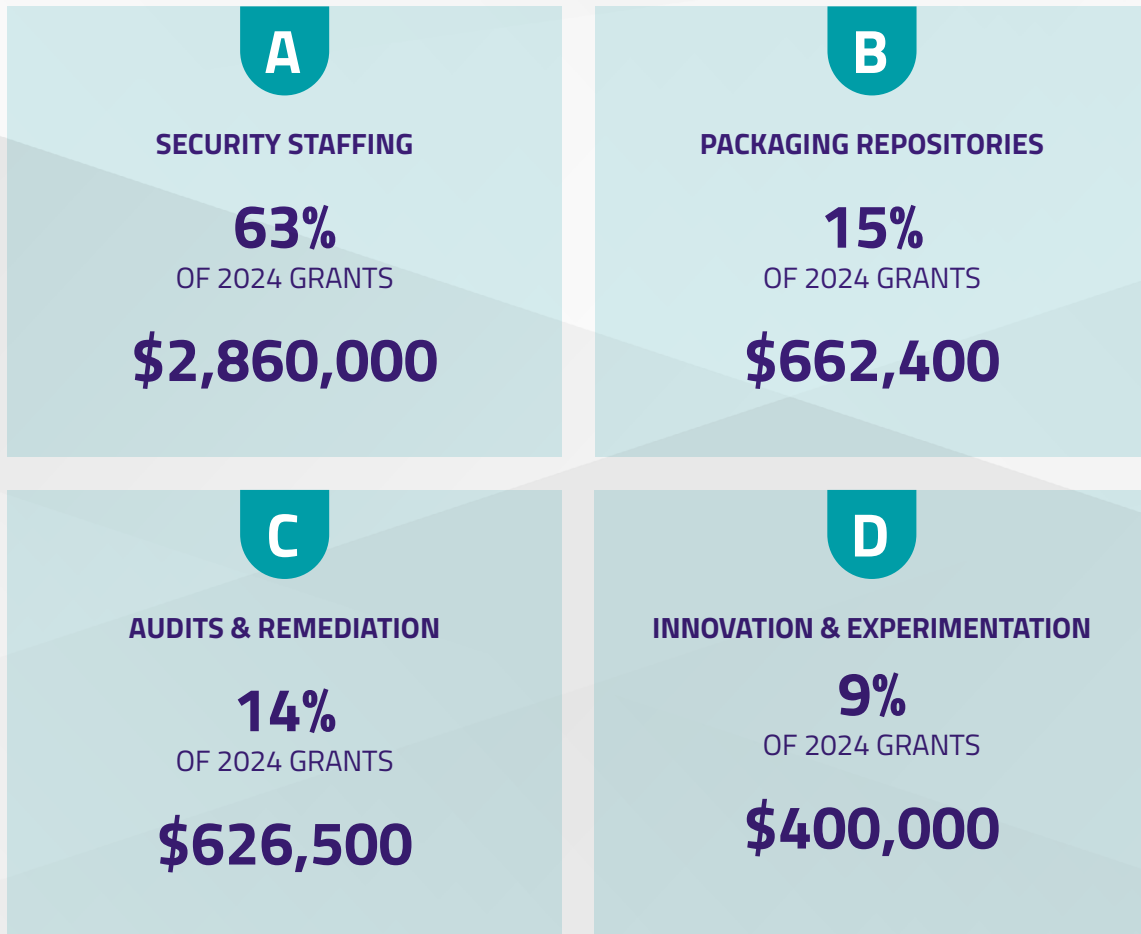 A
SECURITY STAFFING
63%
OF 2024 GRANTS
$2,860,000
B
PACKAGING REPOSITORIES
15%
OF 2024 GRANTS
$662,400
C
AUDITS & REMEDIATION
14%
OF 2024 GRANTS
$626,500
D
INNOVATION & EXPERIMENTATION
9%
OF 2024 GRANTS
$400,000